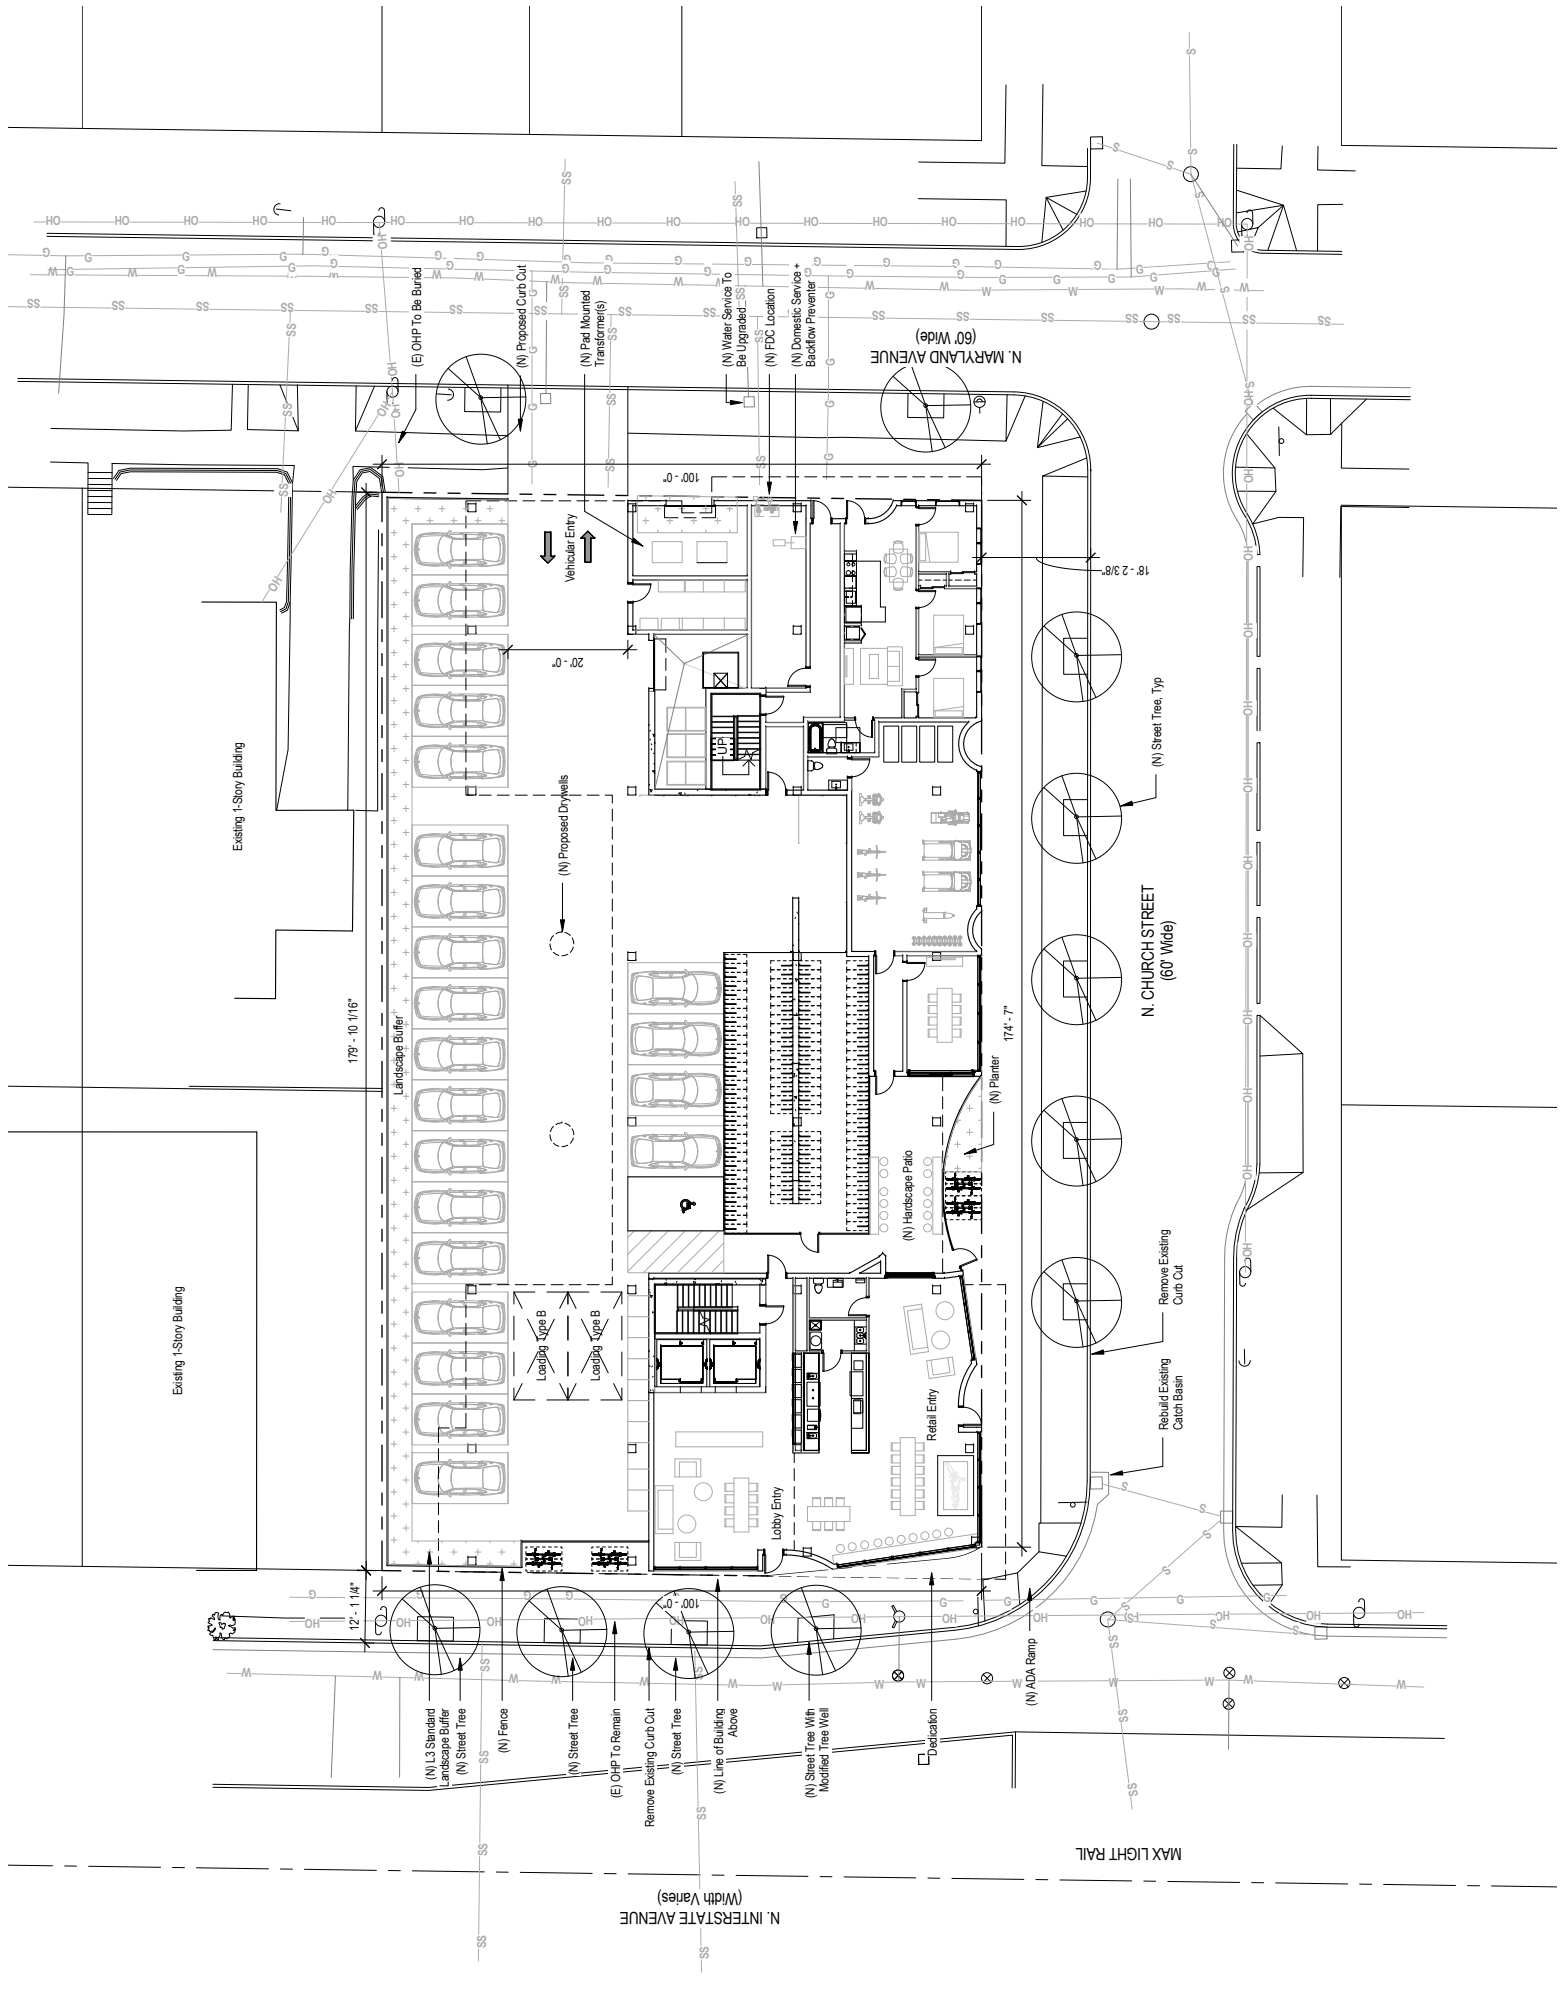 (E) OHP To Be Buried
(N) Proposed Curb Cut
(N) Pad Mounted
Transformer(s)
(N) Water Service To
Be Upgraded
(N) FDC Location
(N) Domestic Service +
Backflow Preventer
N. MARYLAND AVENUE
(60' Wide)
100' - 0"
Vehicular Entry
20' - 0"
18' - 2 3/8"
Existing 1-Story Building
UP
(N) Proposed Drywells
(N) Street Tree, Typ
N. CHURCH STREET
(60' Wide)
179' - 10 1/16"
Landscape Buffer
174' - 7"
(N) Planter
(N) Hardscape Patio
Existing 1-Story Building
Loading Type B
Loading Type B
Remove Existing
Curb Cut
Rebuild Existing
Catch Basin
Retail Entry
Lobby Entry
12' - 1 1/4"
100' - 0"
(N) L3 Standard
Landscape Buffer
(N) Street Tree
(N) Fence
(N) Street Tree
(E) OHP To Remain
Remove Existing Curb Cut
(N) Street Tree
(N) Line of Building
Above
(N) Street Tree With
Modified Tree Well
Dedication
(N) ADA Ramp
MAX LIGHT RAIL
N. INTERSTATE AVENUE
(Width Varies)